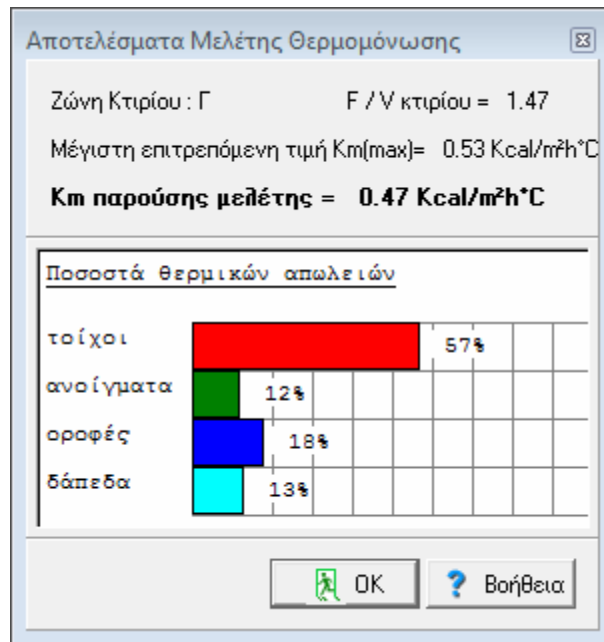 Αποτελέσματα Μελέτης Θερμομόνωσης
Ζώνη Κτιρίου : Γ F / V κτιρίου = 1.47
Μέγιστη επιτρεπόμενη τιμή Km(max)= 0.53 Kcal/m²h°C
Km παρούσης μελέτης = 0.47 Kcal/m²h°C
Ποσοστά θερμικών απωλειών
τοίχοι 57%
ανοίγματα 12%
οροφές 18%
δάπεδα 13%
OK ? Βοήθεια